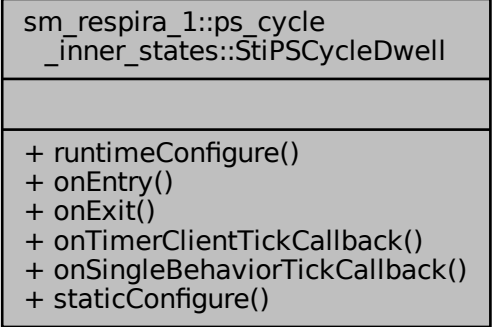 sm_respira_1::ps_cycle
_inner_states::StiPSCycleDwell
+ runtimeConfigure()
+ onEntry()
+ onExit()
+ onTimerClientTickCallback()
+ onSingleBehaviorTickCallback()
+ staticConfigure()